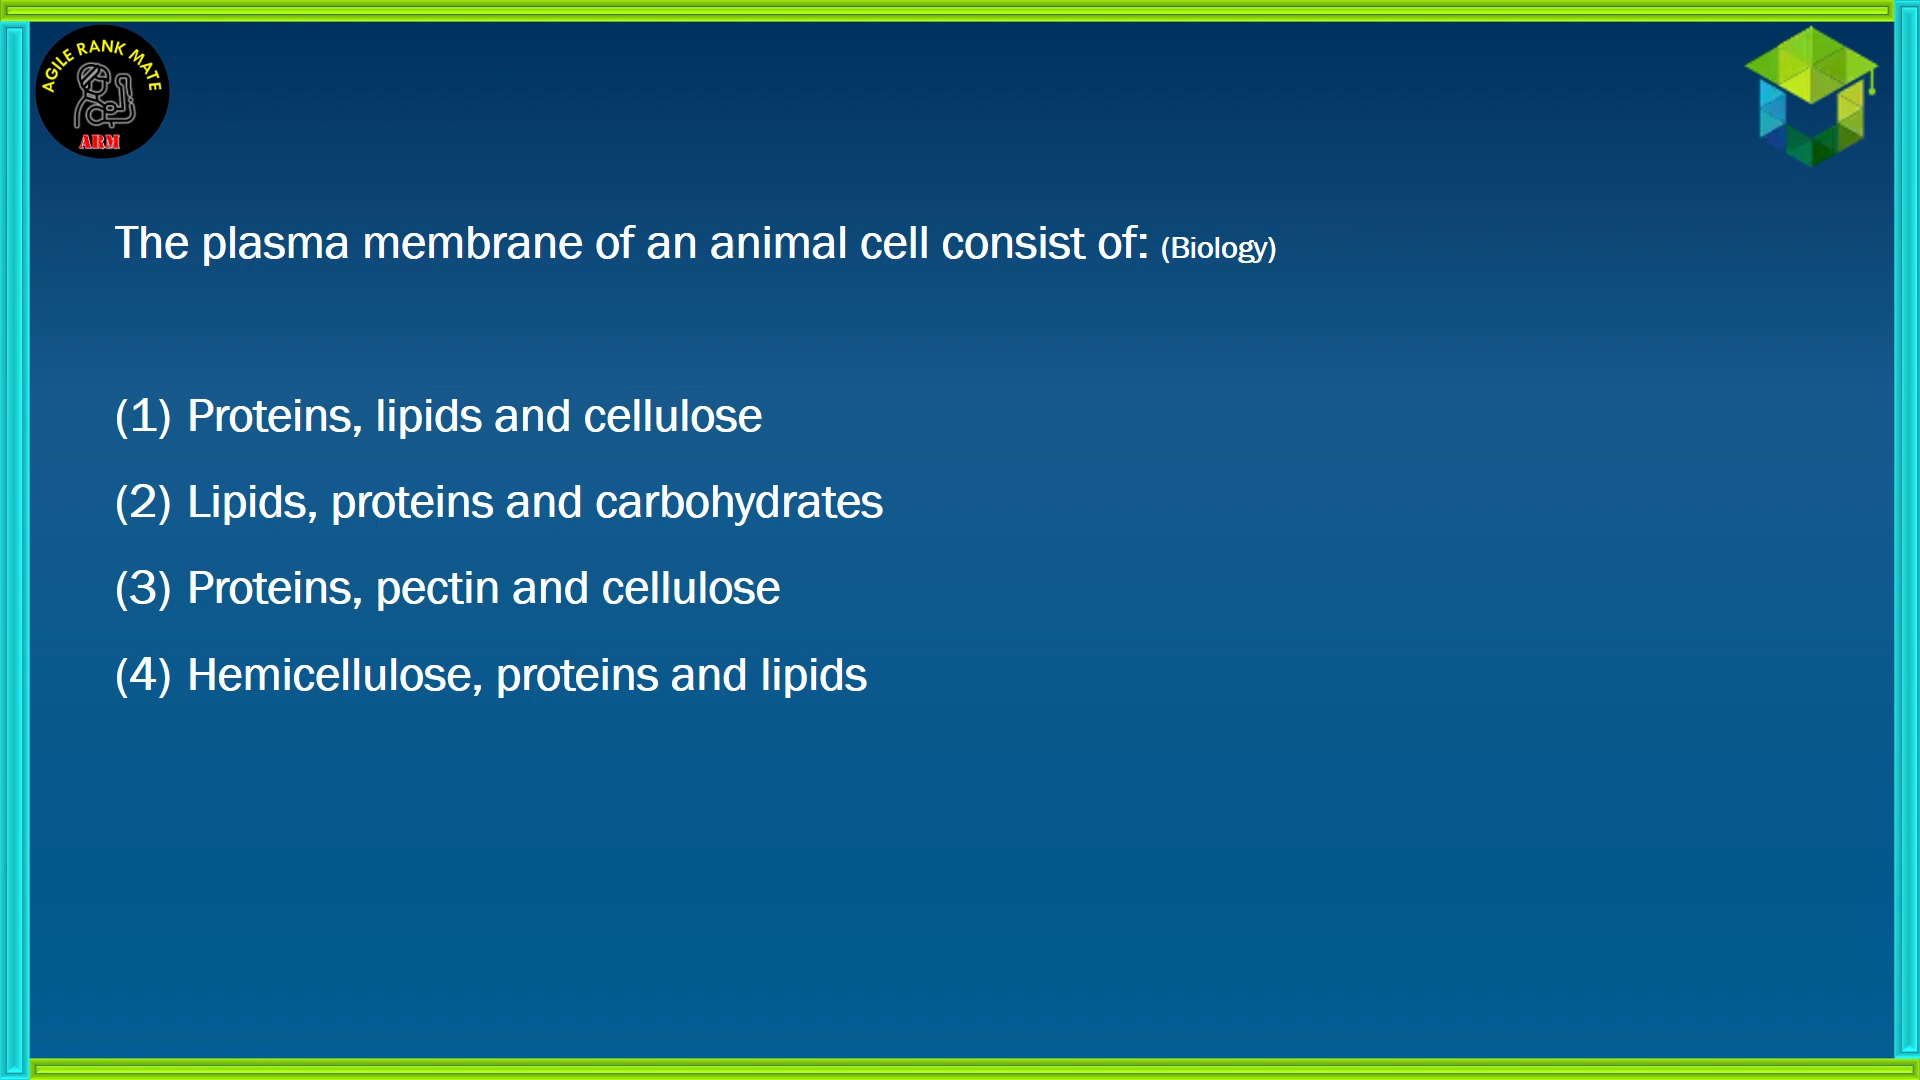 AGILE RANK MATE
ARM
The plasma membrane of an animal cell consist of: (Biology)
(1) Proteins, lipids and cellulose
(2) Lipids, proteins and carbohydrates
(3) Proteins, pectin and cellulose
(4) Hemicellulose, proteins and lipids